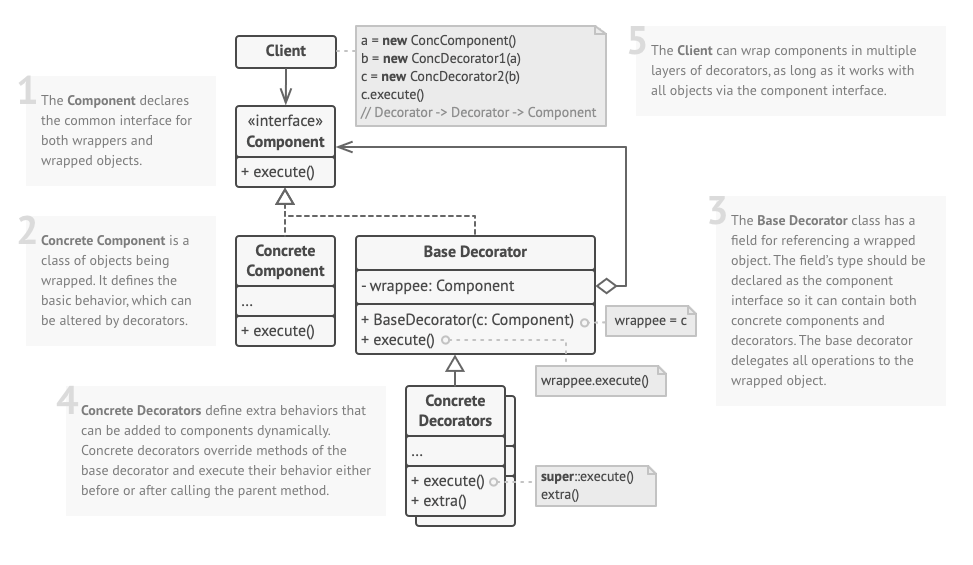 Client
a = new ConcComponent()
b = new ConcDecorator1(a)
c = new ConcDecorator2(b)
c.execute()
// Decorator -> Decorator -> Component
5
The Client can wrap components in multiple
layers of decorators, as long as it works with
all objects via the component interface.
1
The Component declares
the common interface for
both wrappers and
wrapped objects.
«interface»
Component
+ execute()
2
Concrete Component is a
class of objects being
wrapped. It defines the
basic behavior, which can
be altered by decorators.
Concrete
Component
...
+ execute()
Base Decorator
- wrappee: Component
+ BaseDecorator(c: Component)
+ execute()
wrappee = c
wrappee.execute()
3
The Base Decorator class has a
field for referencing a wrapped
object. The field's type should be
declared as the component
interface so it can contain both
concrete components and
decorators. The base decorator
delegates all operations to the
wrapped object.
4
Concrete Decorators define extra behaviors that
can be added to components dynamically.
Concrete decorators override methods of the
base decorator and execute their behavior either
before or after calling the parent method.
Concrete
Decorators
...
+ execute()
+ extra()
super::execute()
extra()